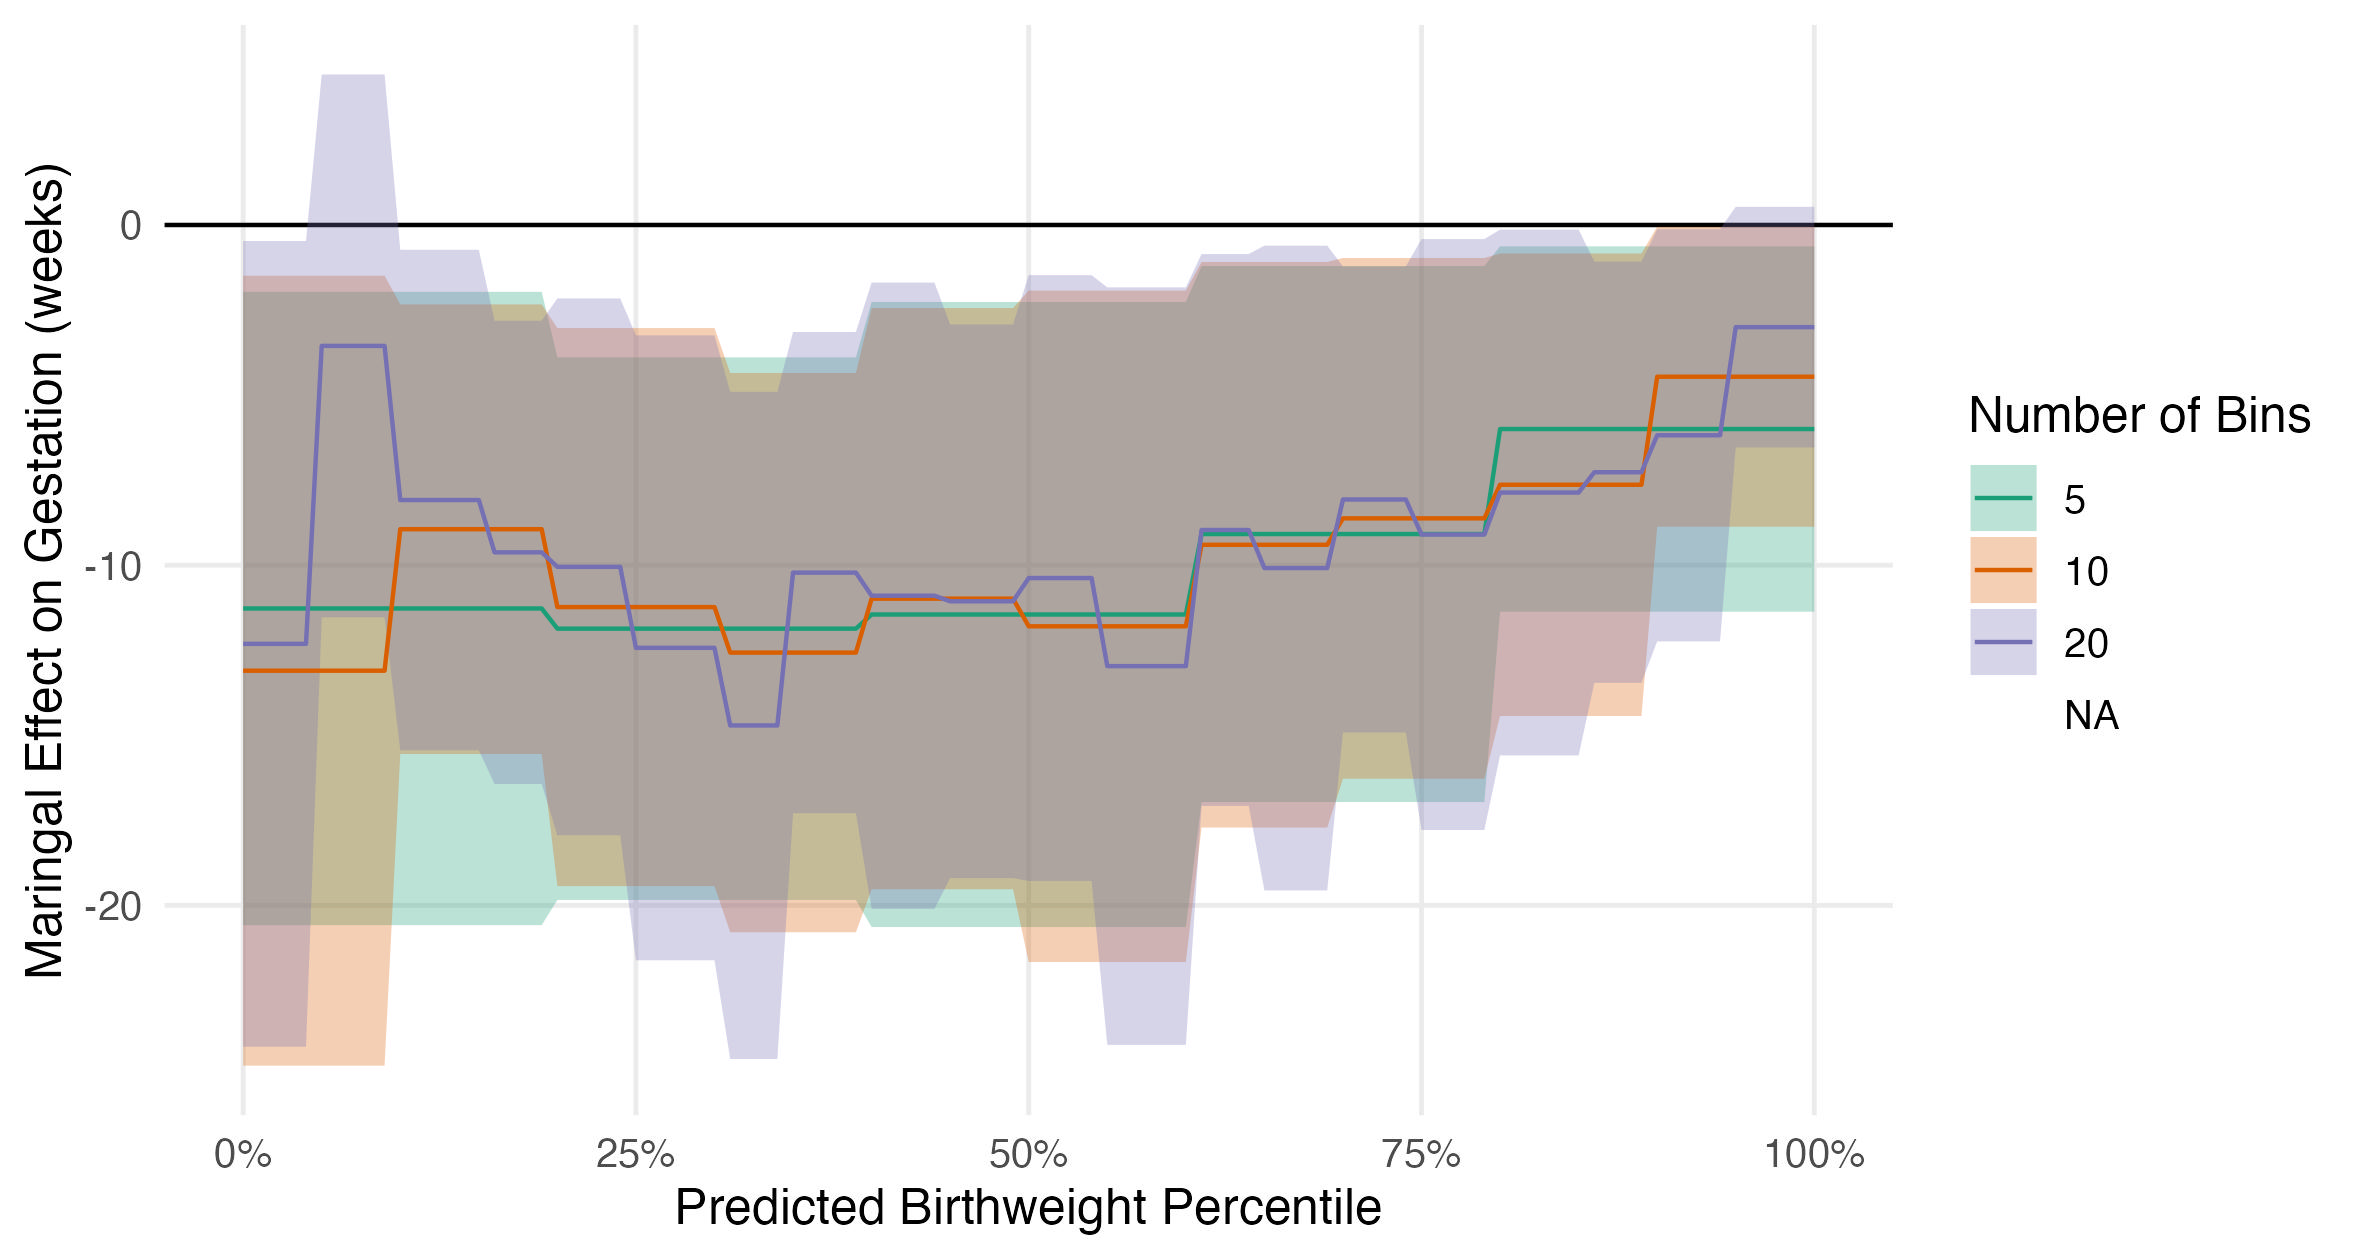 Maringal Effect on Gestation (weeks)
0
-10
-20
0%
25%
50%
75%
100%
Predicted Birthweight Percentile
Number of Bins
5
10
20
NA